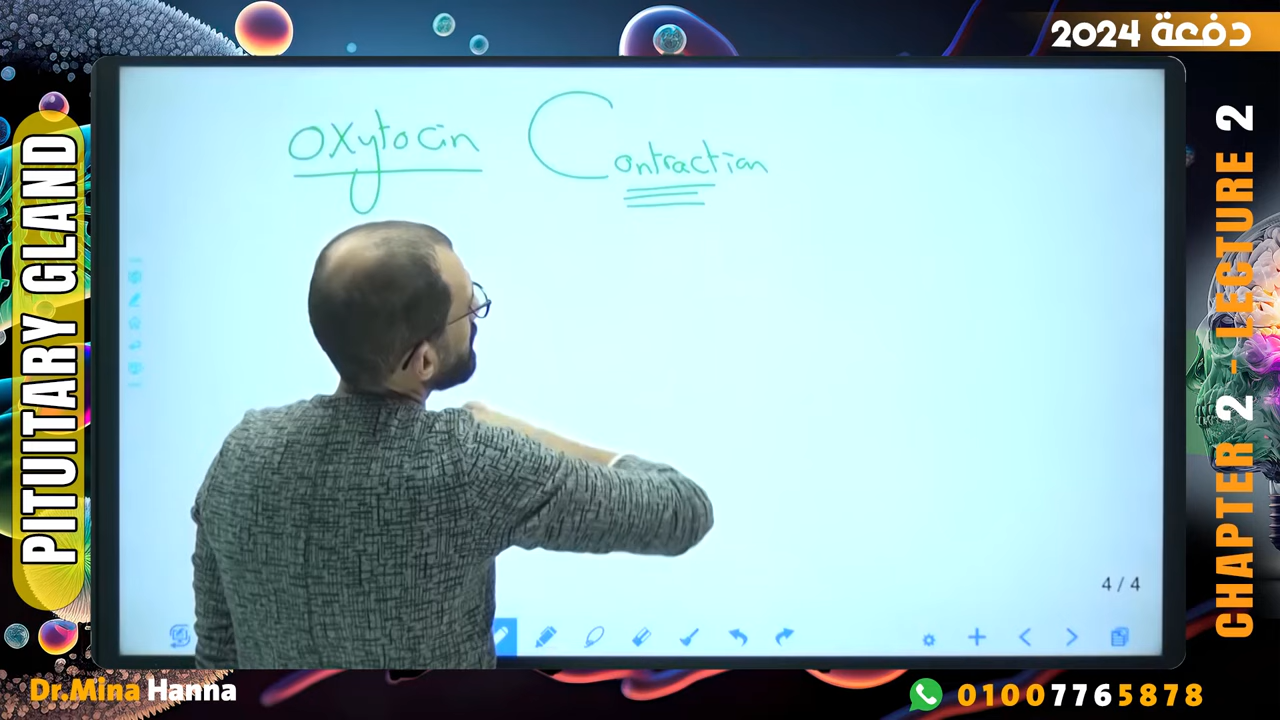 دفعة 2024
PITUITARY GLAND
oxytocin Contraction
CHAPTER 2 - LECTURE 2
4 / 4
Dr.Mina Hanna
01007765878